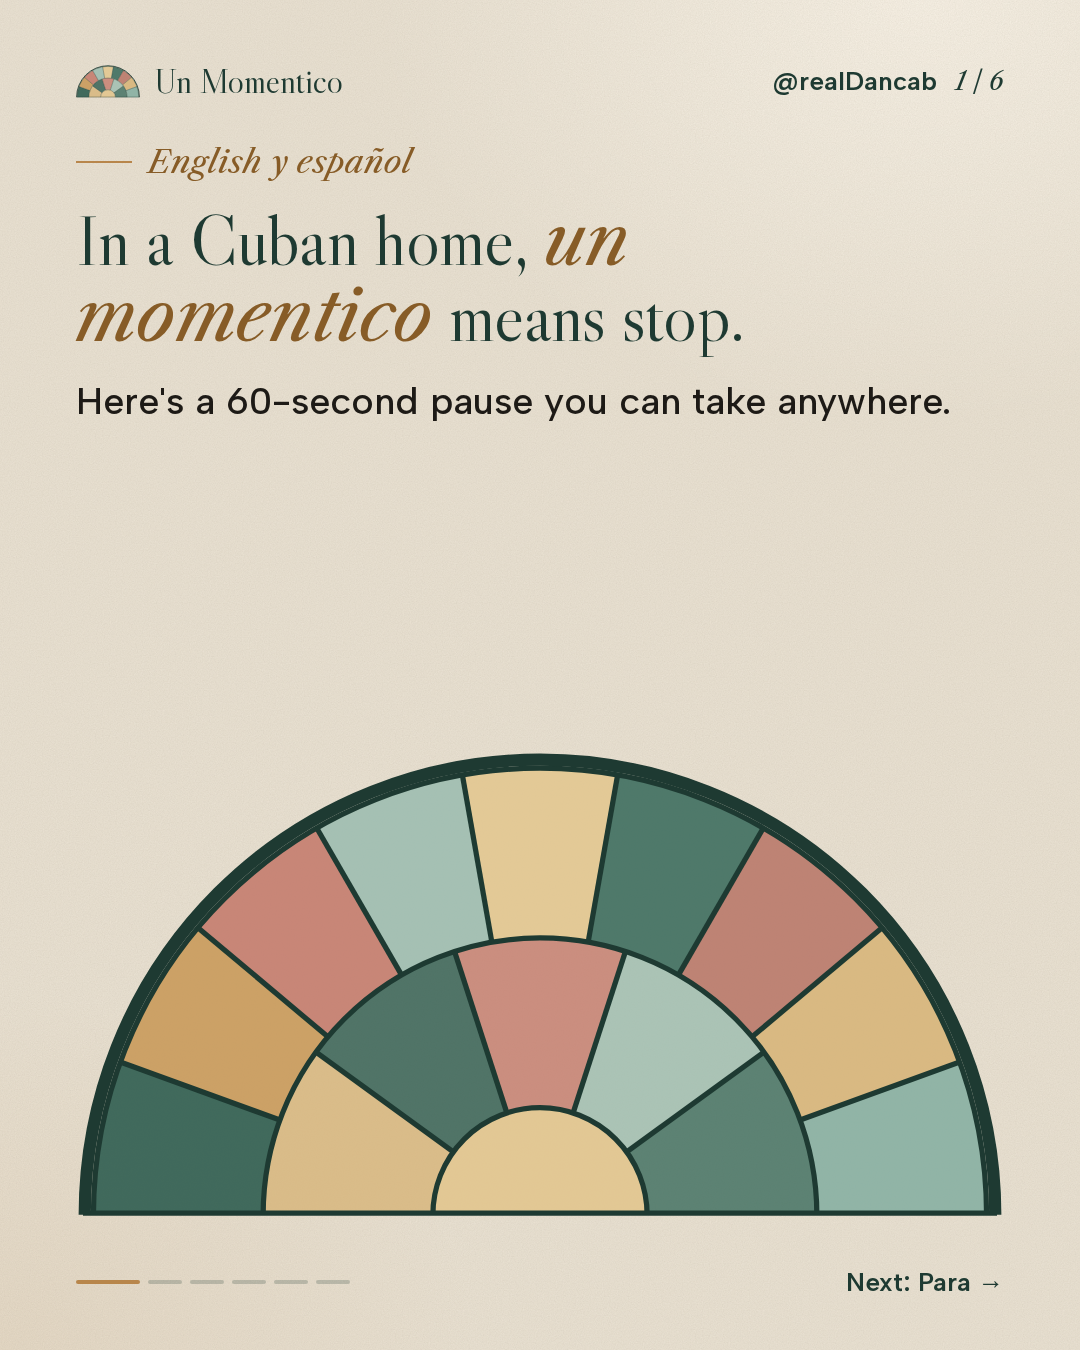 Un Momentico
@realDancab 1 / 6
English y español
In a Cuban home, un
momentico means stop.
Here's a 60-second pause you can take anywhere.
Next: Para →